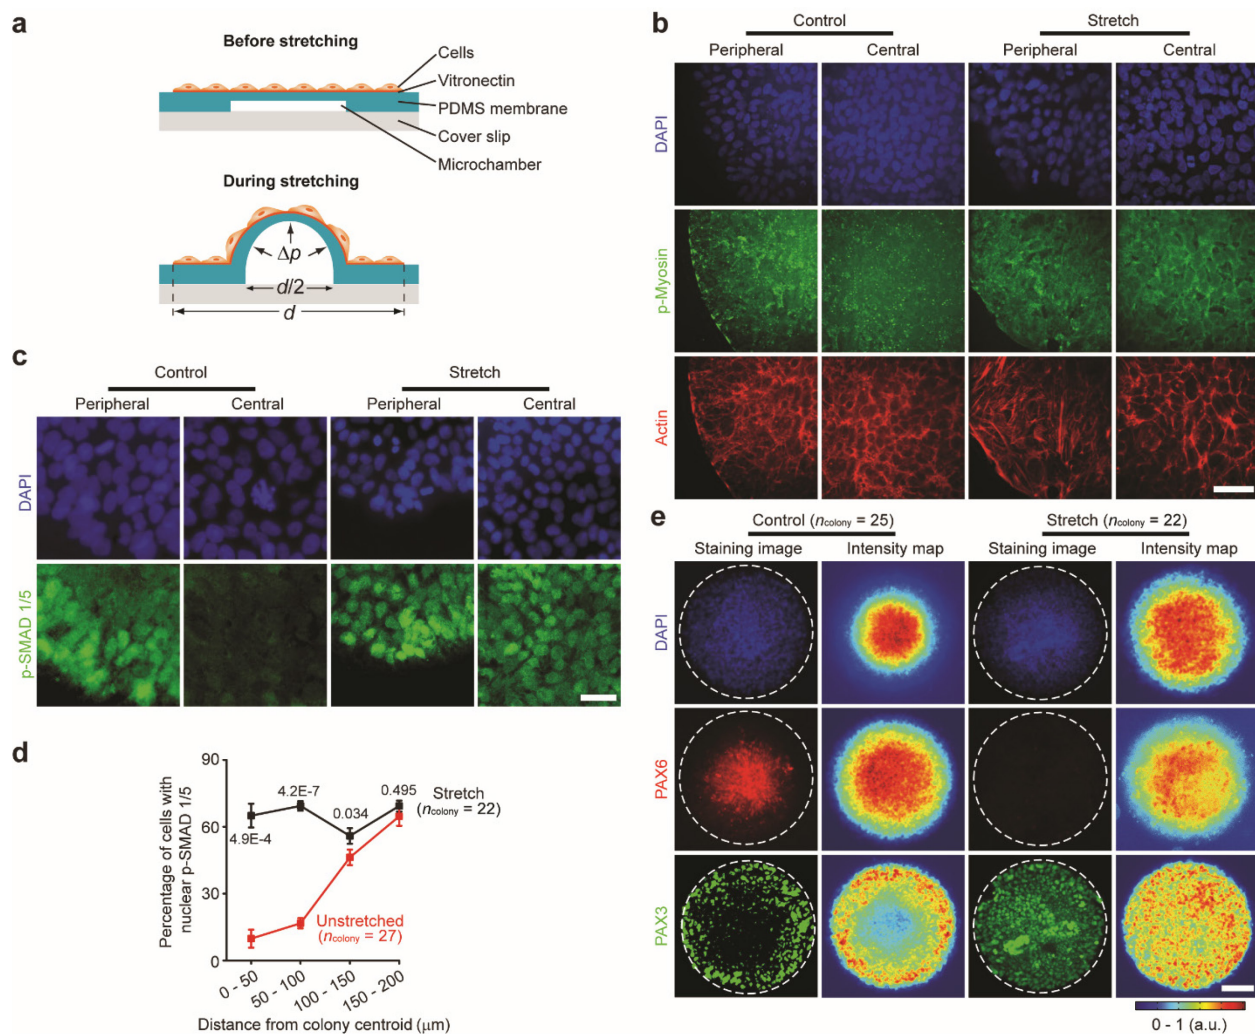 a
Before stretching
Cells
Vitronectin
PDMS membrane
Cover slip
Microchamber
During stretching
Δp
d/2
d
b
Control
Stretch
Peripheral
Central
Peripheral
Central
DAPI
p-Myosin
Actin
c
Control
Stretch
Peripheral
Central
Peripheral
Central
DAPI
p-SMAD 1/5
d
Percentage of cells with
nuclear p-SMAD 1/5
90
60
30
0
4.9E-4
4.2E-7
0.034
0.495
Stretch
(ncolony = 22)
Unstretched
(ncolony = 27)
0 - 50
50 - 100
100 - 150
150 - 200
Distance from colony centroid (μm)
e
Control (ncolony = 25)
Stretch (ncolony = 22)
Staining image
Intensity map
Staining image
Intensity map
DAPI
PAX6
PAX3
0 - 1 (a.u.)